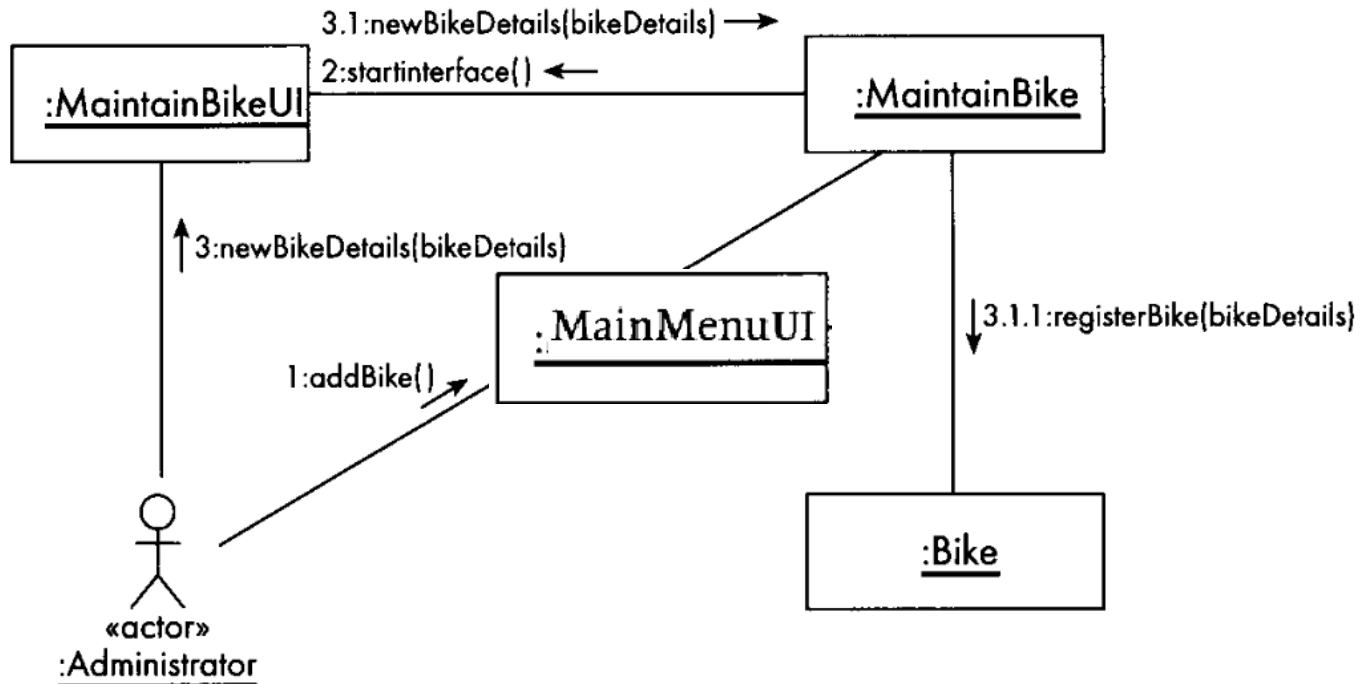 3.1:newBikeDetails(bikeDetails)
2:startinterface()
:MaintainBikeUI
:MaintainBike
3:newBikeDetails(bikeDetails)
:MainMenuUI
3.1.1:registerBike(bikeDetails)
1:addBike()
:Bike
«actor»
:Administrator